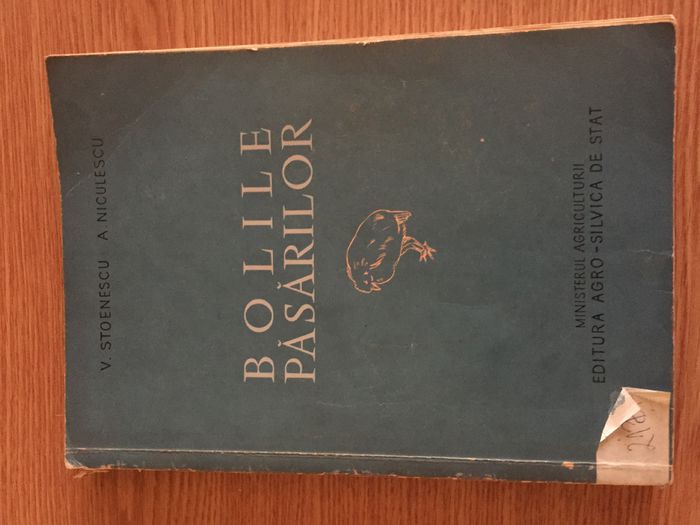 V. STOENESCU A NICULESCU
BOLILE
PĂSĂRILOR
MINISTERUL AGRICULTURII
EDITURA AGRO-SILVICA DE STAT